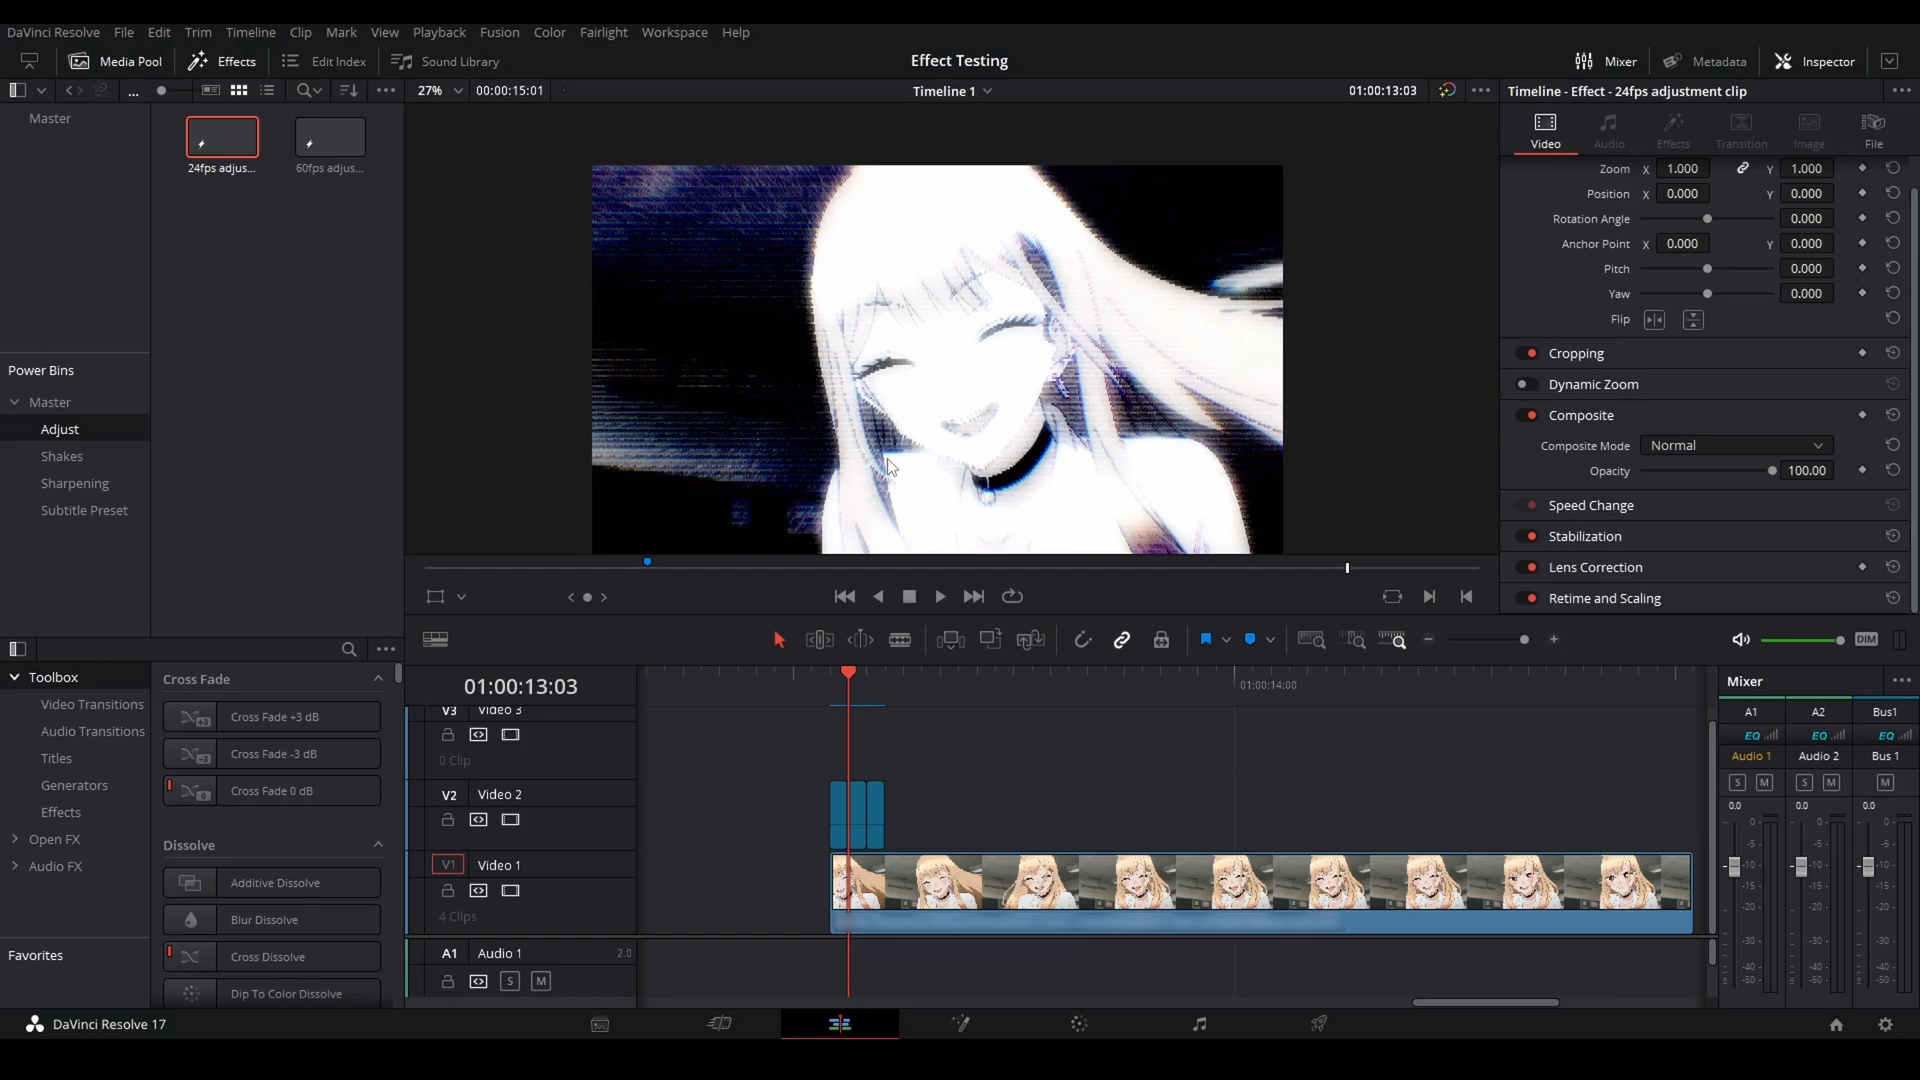 DaVinci Resolve File Edit Trim Timeline Clip Mark View Playback Fusion Color Fairlight Workspace Help
Media Pool Effects Edit Index Sound Library Effect Testing Mixer Metadata Inspector
... 27% 00:00:15:01 Timeline 1 01:00:13:03 ... Timeline - Effect - 24fps adjustment clip ...
Master
24fps adjus...
60fps adjus...
Power Bins
Master
Adjust
Shakes
Sharpening
Subtitle Preset
Video Audio Effects Transition Image File
Zoom X 1.000 Y 1.000
Position X 0.000 Y 0.000
Rotation Angle 0.000
Anchor Point X 0.000 Y 0.000
Pitch 0.000
Yaw 0.000
Flip
Cropping
Dynamic Zoom
Composite
Composite Mode Normal
Opacity 100.00
Speed Change
Stabilization
Lens Correction
Retime and Scaling
DIM
Toolbox
Video Transitions
Audio Transitions
Titles
Generators
Effects
Open FX
Audio FX
Favorites
Cross Fade
Cross Fade +3 dB
Cross Fade -3 dB
Cross Fade 0 dB
Dissolve
Additive Dissolve
Blur Dissolve
Cross Dissolve
Dip To Color Dissolve
01:00:13:03
01:00:14:00
V3 Video 3
0 Clip
V2 Video 2
V1 Video 1
4 Clips
A1 Audio 1 2.0
S M
Mixer
A1 A2 Bus1
EQ EQ EQ
Audio 1 Audio 2 Bus 1
S M S M M
0.0 0.0 0.0
0- 0- 0-
-5- -5- -5-
-10- -10- -10-
-15- -15- -15-
-20- -20- -20-
-30- -30- -30-
-40- -40- -40-
-50- -50- -50-
DaVinci Resolve 17